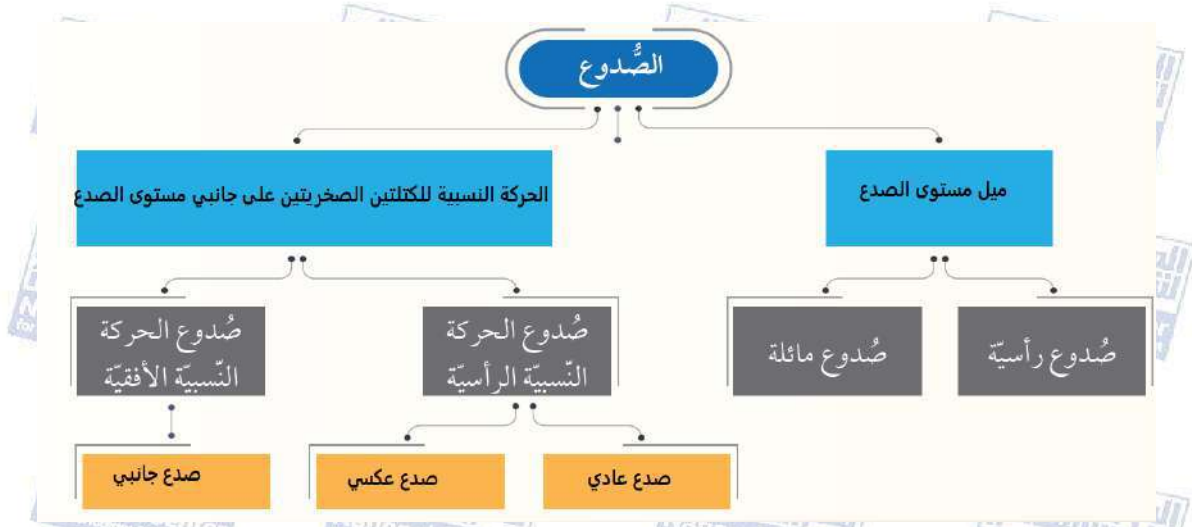 الصُّدوع
ميل مستوى الصدع
الحركة النسبية للكتلتين الصخريتين على جانبي مستوى الصدع
صُدوع رأسيّة
صُدوع مائلة
صُدوع الحركة
النّسبيّة الرأسيّة
صُدوع الحركة
النّسبيّة الأفقيّة
صدع عادي
صدع عكسي
صدع جانبي